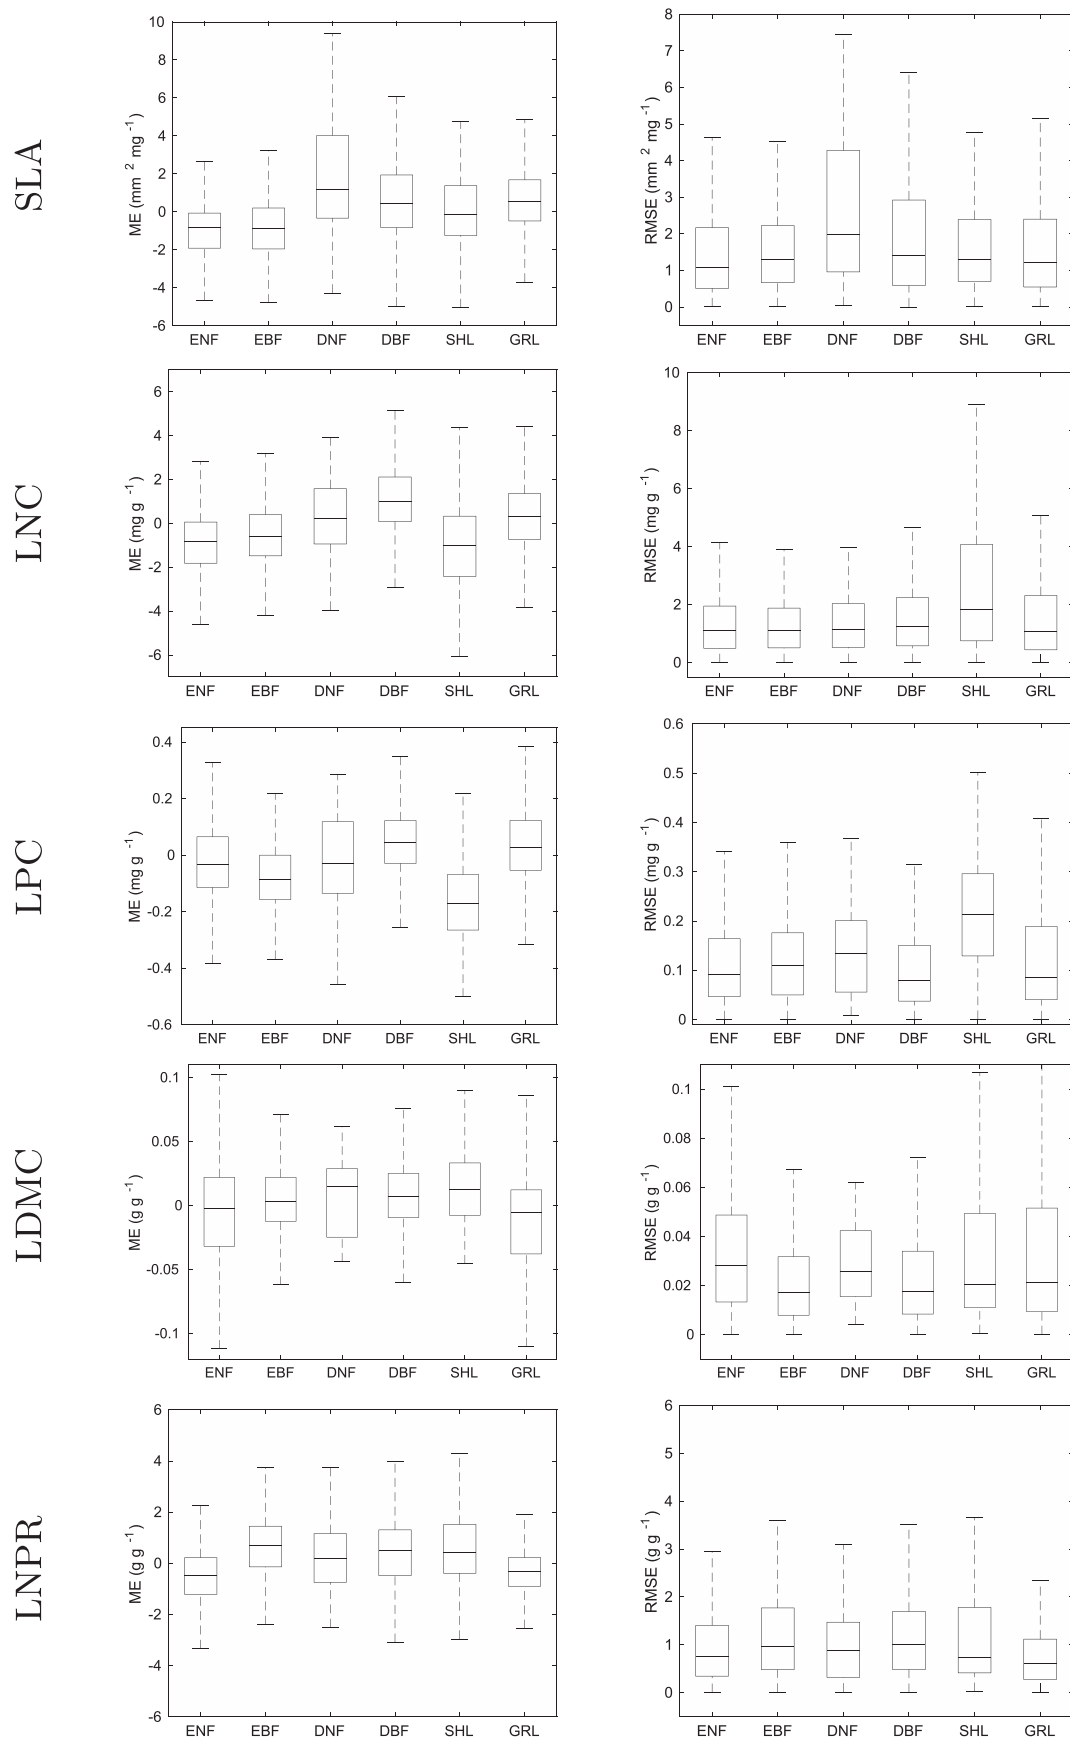 SLA
ME (mm 2 mg -1)
10
8
6
4
2
0
-2
-4
-6
ENF EBF DNF DBF SHL GRL
RMSE (mm 2 mg -1)
8
7
6
5
4
3
2
1
0
ENF EBF DNF DBF SHL GRL
LNC
ME (mg g -1)
6
4
2
0
-2
-4
-6
ENF EBF DNF DBF SHL GRL
RMSE (mg g -1)
10
8
6
4
2
0
ENF EBF DNF DBF SHL GRL
LPC
ME (mg g -1)
0.4
0.2
0
-0.2
-0.4
-0.6
ENF EBF DNF DBF SHL GRL
RMSE (mg g -1)
0.6
0.5
0.4
0.3
0.2
0.1
0
ENF EBF DNF DBF SHL GRL
LDMC
ME (g g -1)
0.1
0.05
0
-0.05
-0.1
ENF EBF DNF DBF SHL GRL
RMSE (g g -1)
0.1
0.08
0.06
0.04
0.02
0
ENF EBF DNF DBF SHL GRL
LNPR
ME (g g -1)
6
4
2
0
-2
-4
-6
ENF EBF DNF DBF SHL GRL
RMSE (g g -1)
6
5
4
3
2
1
0
ENF EBF DNF DBF SHL GRL